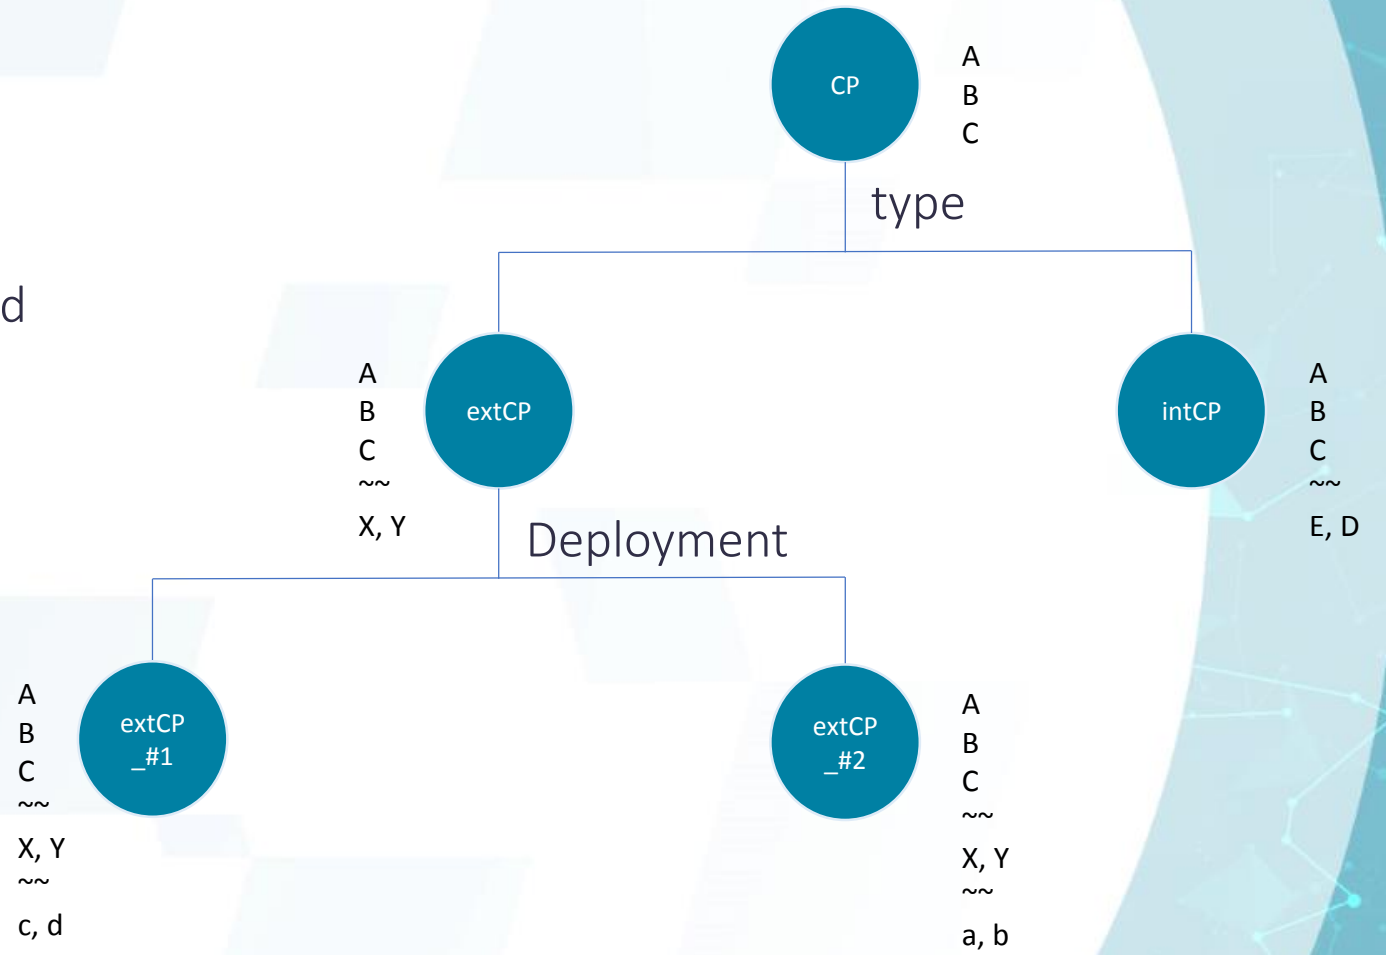 CP
A
B
C
type
d
A
B
C
~~
X, Y
extCP
intCP
A
B
C
~~
E, D
Deployment
A
B
C
~~
X, Y
~~
c, d
extCP
_#1
extCP
_#2
A
B
C
~~
X, Y
~~
a, b